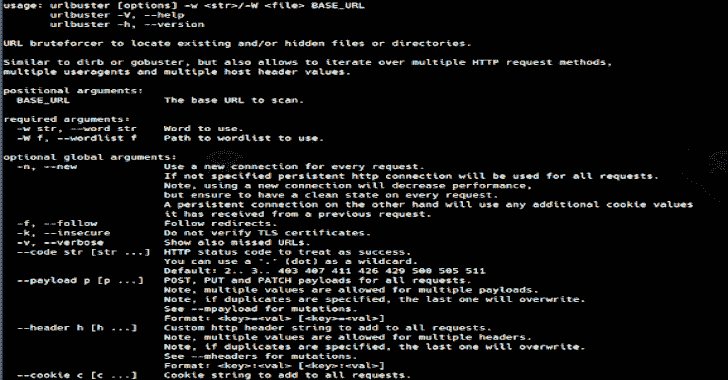 usage: urlbuster [options] -w <str>/-W <file> BASE_URL
urlbuster -V, --help
urlbuster -h, --version
URL bruteforcer to locate existing and/or hidden files or directories.
Similar to dirb or gobuster, but also allows to iterate over multiple HTTP request methods,
multiple useragents and multiple host header values.
positional arguments:
BASE_URL The base URL to scan.
required arguments:
-w str, --word str Word to use.
-W f, --wordlist f Path to wordlist to use.
optional global arguments:
-n, --new Use a new connection for every request.
If not specified persistent http connection will be used for all requests.
Note, using a new connection will decrease performance,
but ensure to have a clean state on every request.
A persistent connection on the other hand will use any additional cookie values
it has received from a previous request.
-f, --follow Follow redirects.
-k, --insecure Do not verify TLS certificates.
-v, --verbose Show also missed URLs.
--code str [str ...] HTTP status code to treat as success.
You can use a '.' (dot) as a wildcard.
Default: 2.. 3.. 403 407 411 426 429 500 505 511
--payload p [p ...] POST, PUT and PATCH payloads for all requests.
Note, multiple values are allowed for multiple payloads.
Note, if duplicates are specified, the last one will overwrite.
See --mpayload for mutations.
Format: <key>=<val> [<key>=<val>]
--header h [h ...] Custom http header string to add to all requests.
Note, multiple values are allowed for multiple headers.
Note, if duplicates are specified, the last one will overwrite.
See --mheaders for mutations.
Format: <key>:<val> [<key>:<val>]
--cookie c [c ...] Cookie string to add to all requests.